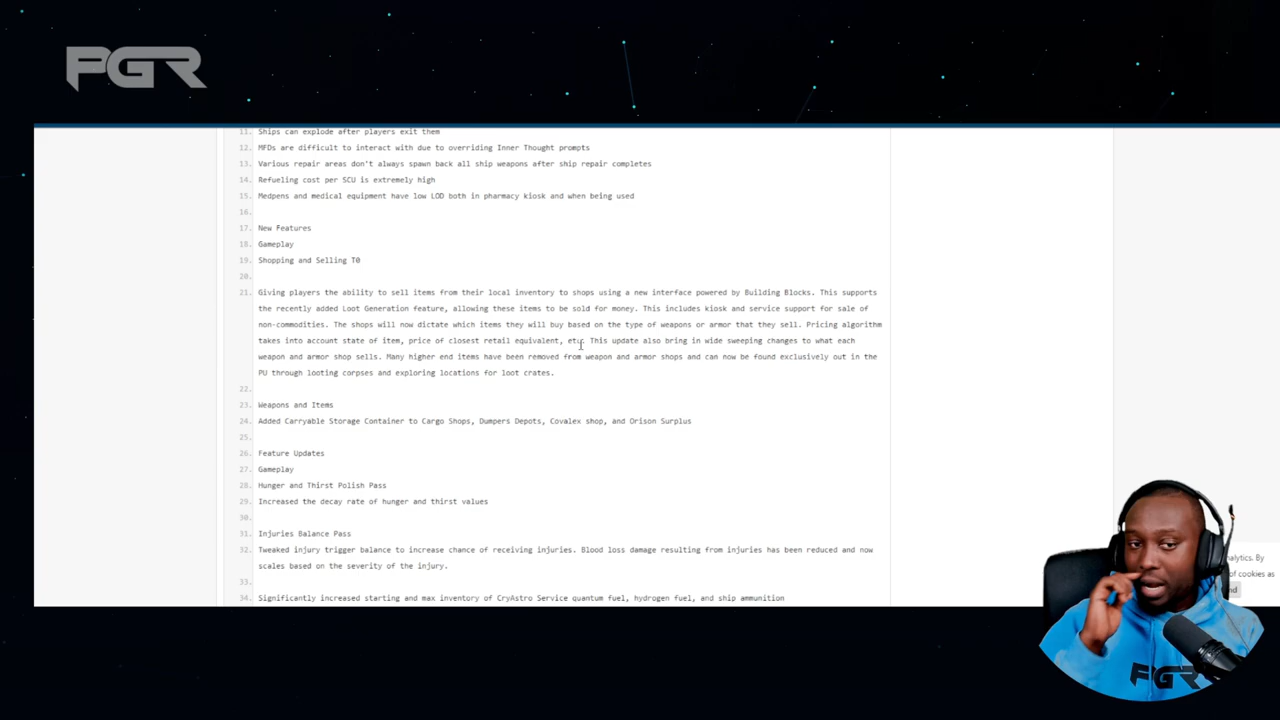 PGR
11. Ships can explode after players exit them
12. MFDs are difficult to interact with due to overriding Inner Thought prompts
13. Various repair areas don't always spawn back all ship weapons after ship repair completes
14. Refueling cost per SCU is extremely high
15. Medpens and medical equipment have low LOD both in pharmacy kiosk and when being used
16.
17. New Features
18. Gameplay
19. Shopping and Selling T0
20.
21. Giving players the ability to sell items from their local inventory to shops using a new interface powered by Building Blocks. This supports
the recently added Loot Generation feature, allowing these items to be sold for money. This includes kiosk and service support for sale of
non-commodities. The shops will now dictate which items they will buy based on the type of weapons or armor that they sell. Pricing algorithm
takes into account state of item, price of closest retail equivalent, etc. This update also bring in wide sweeping changes to what each
weapon and armor shop sells. Many higher end items have been removed from weapon and armor shops and can now be found exclusively out in the
PU through looting corpses and exploring locations for loot crates.
22.
23. Weapons and Items
24. Added Carryable Storage Container to Cargo Shops, Dumpers Depots, Covalex shop, and Orison Surplus
25.
26. Feature Updates
27. Gameplay
28. Hunger and Thirst Polish Pass
29. Increased the decay rate of hunger and thirst values
30.
31. Injuries Balance Pass
32. Tweaked injury trigger balance to increase chance of receiving injuries. Blood loss damage resulting from injuries has been reduced and now
scales based on the severity of the injury.
33.
34. Significantly increased starting and max inventory of CryAstro Service quantum fuel, hydrogen fuel, and ship ammunition
nalytics. By
of cookies as
PGR